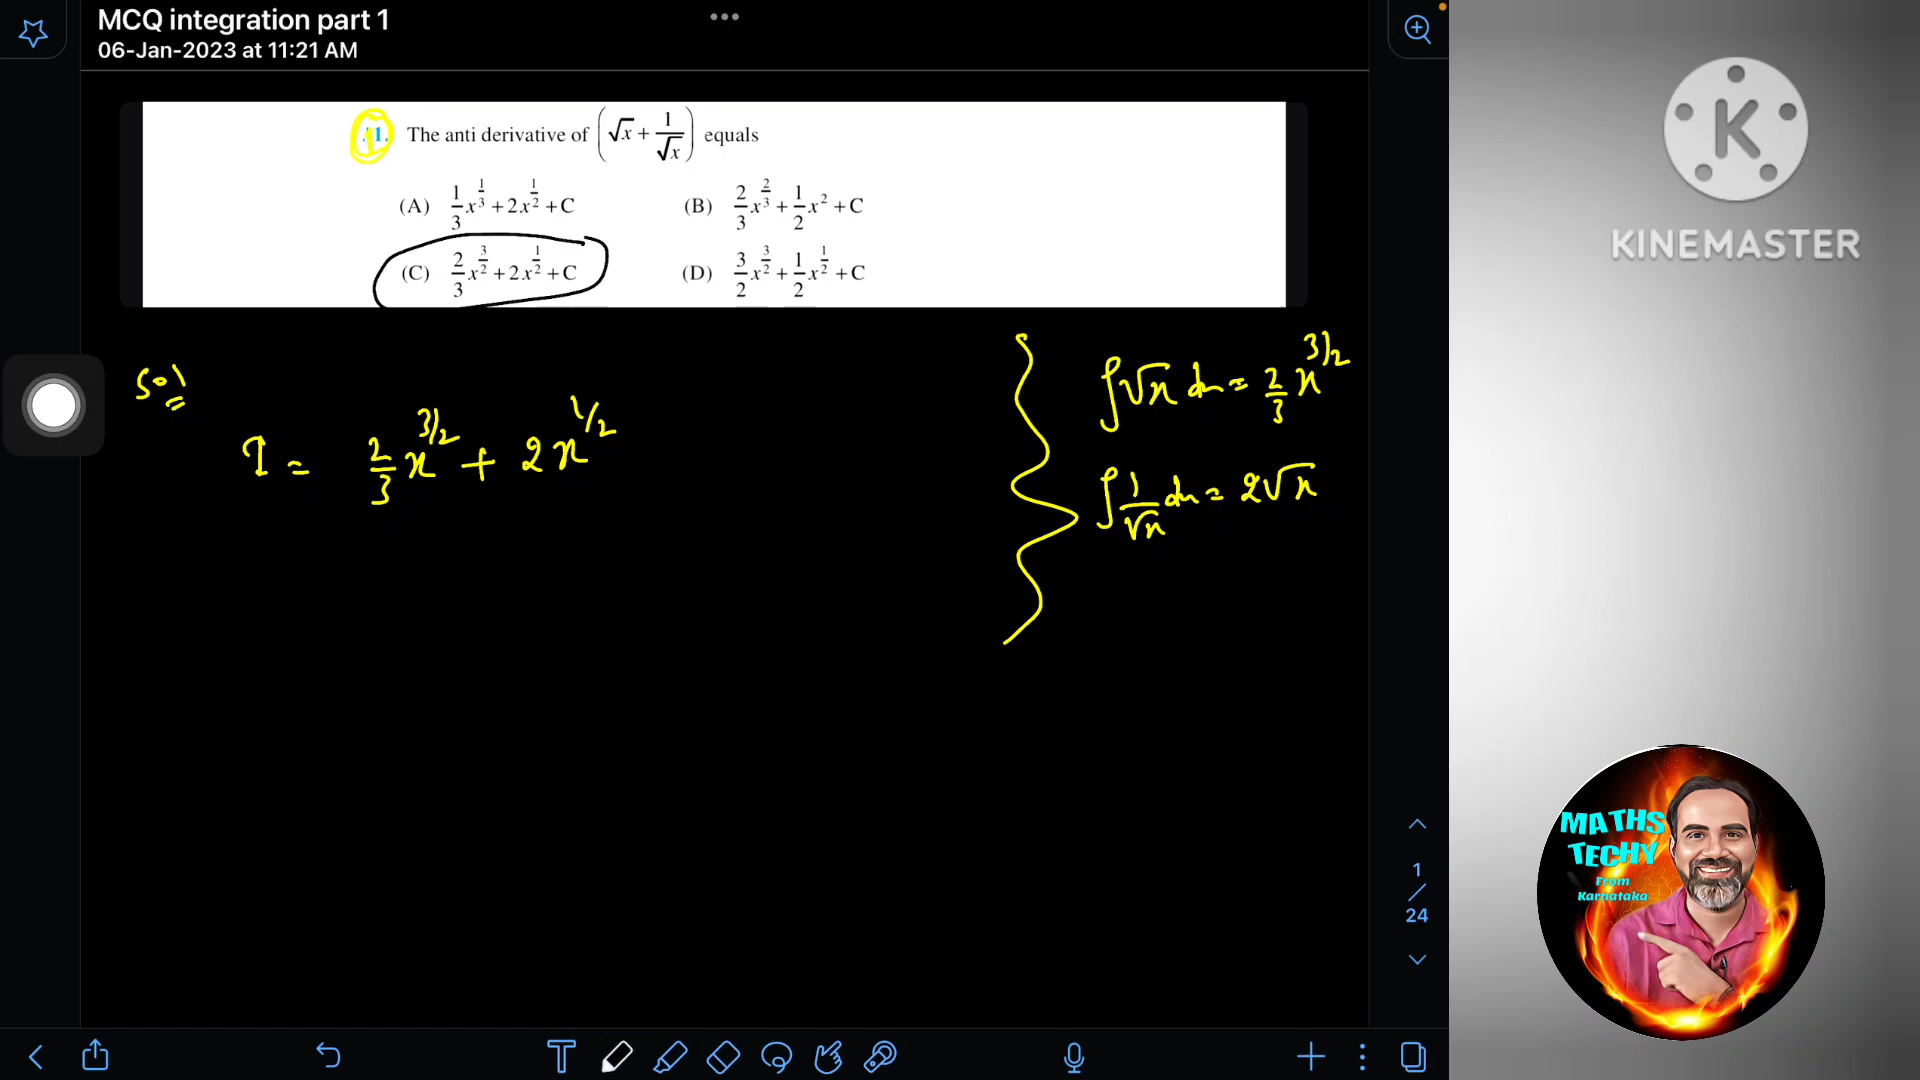 MCQ integration part 1
06-Jan-2023 at 11:21 AM
1. The anti derivative of (√x + 1/√x) equals
(A) 1/3 x^(1/3) + 2x^(1/2) + C
(B) 2/3 x^(2/3) + 1/2 x^2 + C
(C) 2/3 x^(3/2) + 2x^(1/2) + C
(D) 3/2 x^(3/2) + 1/2 x^(1/2) + C
Sol
I = 2/3 x^(3/2) + 2x^(1/2)
∫√x dx = 2/3 x^(3/2)
∫1/√x dx = 2√x
KINEMASTER
MATHS
TECHY
From
Karnataka
1
/
24